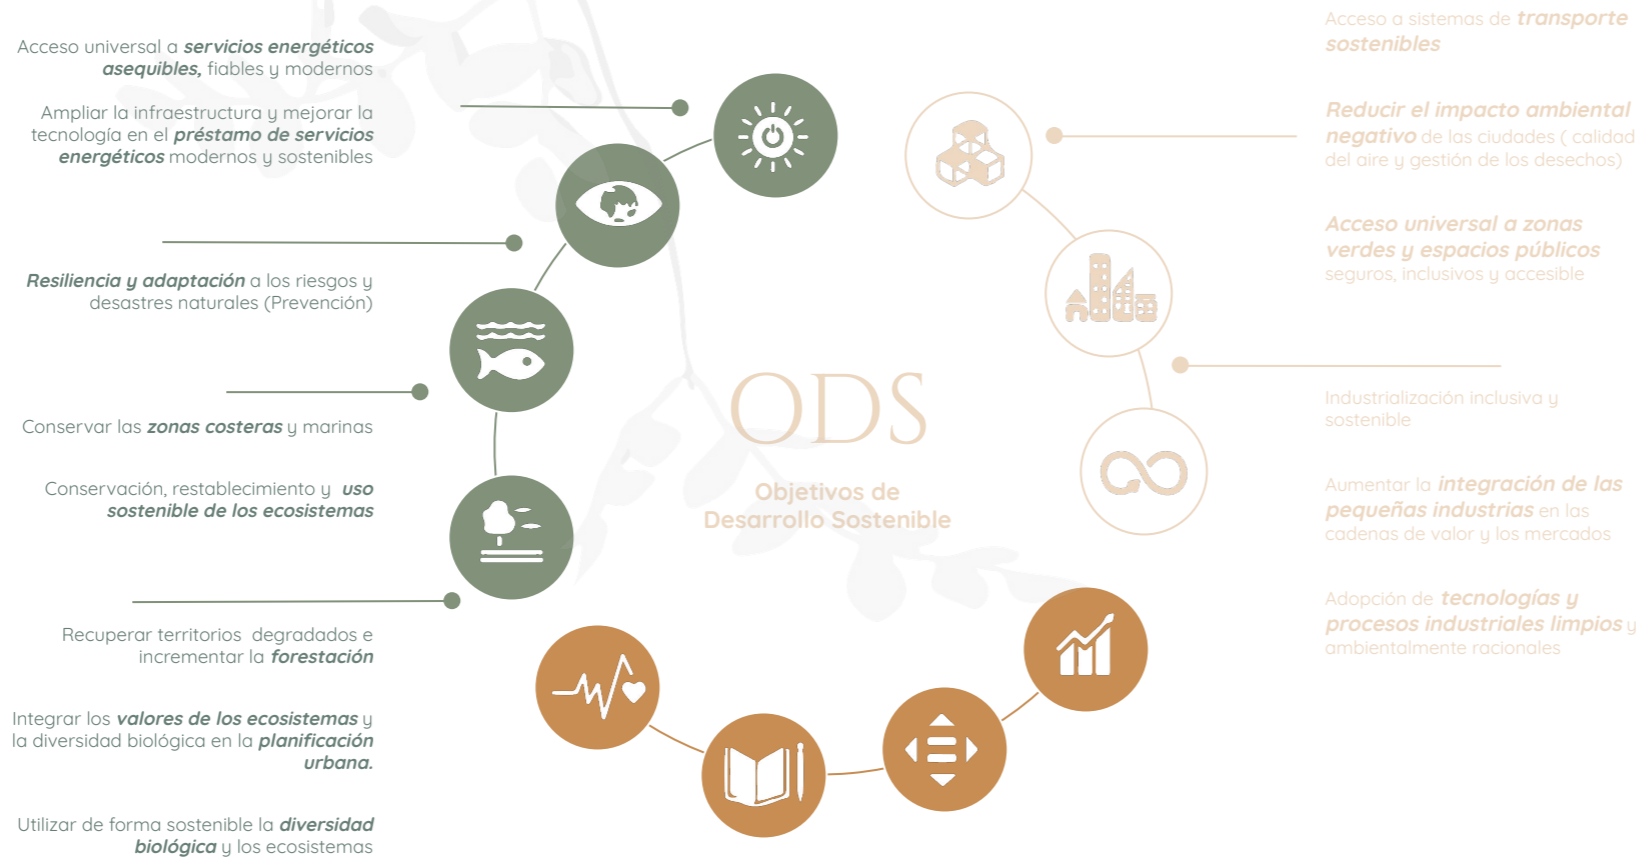 Acceso universal a servicios energéticos
asequibles, fiables y modernos
Ampliar la infraestructura y mejorar la
tecnología en el préstamo de servicios
energéticos modernos y sostenibles
Resiliencia y adaptación a los riesgos y
desastres naturales (Prevención)
Conservar las zonas costeras y marinas
Conservación, restablecimiento y uso
sostenible de los ecosistemas
Recuperar territorios degradados e
incrementar la forestación
Integrar los valores de los ecosistemas y
la diversidad biológica en la planificación
urbana.
Utilizar de forma sostenible la diversidad
biológica y los ecosistemas
ODS
Objetivos de
Desarrollo Sostenible
Acceso a sistemas de transporte
sostenibles
Reducir el impacto ambiental
negativo de las ciudades ( calidad
del aire y gestión de los desechos)
Acceso universal a zonas
verdes y espacios públicos
seguros, inclusivos y accesible
Industrialización inclusiva y
sostenible
Aumentar la integración de las
pequeñas industrias en las
cadenas de valor y los mercados
Adopción de tecnologías y
procesos industriales limpios y
ambientalmente racionales